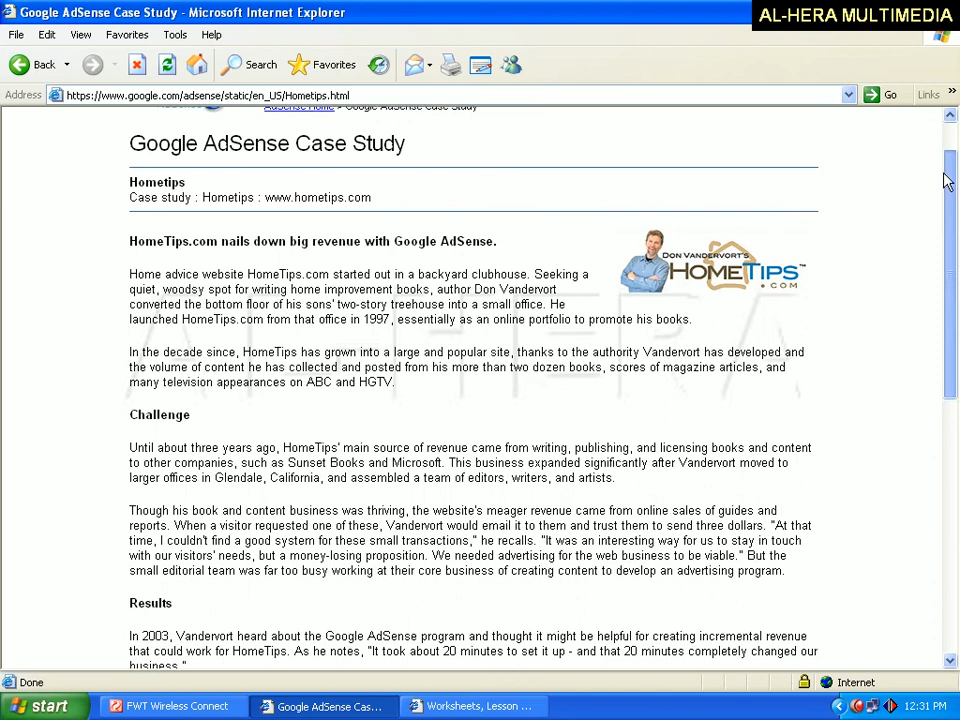 Google AdSense Case Study - Microsoft Internet Explorer
AL-HERA MULTIMEDIA
File Edit View Favorites Tools Help
Back Search Favorites
Address https://www.google.com/adsense/static/en_US/Hometips.html Go Links »
AdSense Home > Google AdSense Case Study
Google AdSense Case Study
Hometips
Case study : Hometips : www.hometips.com
HomeTips.com nails down big revenue with Google AdSense.
DON VANDERVORT'S
HOMETIPS
.COM
Home advice website HomeTips.com started out in a backyard clubhouse. Seeking a
quiet, woodsy spot for writing home improvement books, author Don Vandervort
converted the bottom floor of his sons' two-story treehouse into a small office. He
launched HomeTips.com from that office in 1997, essentially as an online portfolio to promote his books.
AL-HERA
In the decade since, HomeTips has grown into a large and popular site, thanks to the authority Vandervort has developed and
the volume of content he has collected and posted from his more than two dozen books, scores of magazine articles, and
many television appearances on ABC and HGTV.
Challenge
Until about three years ago, HomeTips' main source of revenue came from writing, publishing, and licensing books and content
to other companies, such as Sunset Books and Microsoft. This business expanded significantly after Vandervort moved to
larger offices in Glendale, California, and assembled a team of editors, writers, and artists.
Though his book and content business was thriving, the website's meager revenue came from online sales of guides and
reports. When a visitor requested one of these, Vandervort would email it to them and trust them to send three dollars. "At that
time, I couldn't find a good system for these small transactions," he recalls. "It was an interesting way for us to stay in touch
with our visitors' needs, but a money-losing proposition. We needed advertising for the web business to be viable." But the
small editorial team was far too busy working at their core business of creating content to develop an advertising program.
Results
In 2003, Vandervort heard about the Google AdSense program and thought it might be helpful for creating incremental revenue
that could work for HomeTips. As he notes, "It took about 20 minutes to set it up - and that 20 minutes completely changed our
business."
Done Internet
start FWT Wireless Connect Google AdSense Cas... Worksheets, Lesson ... 12:31 PM